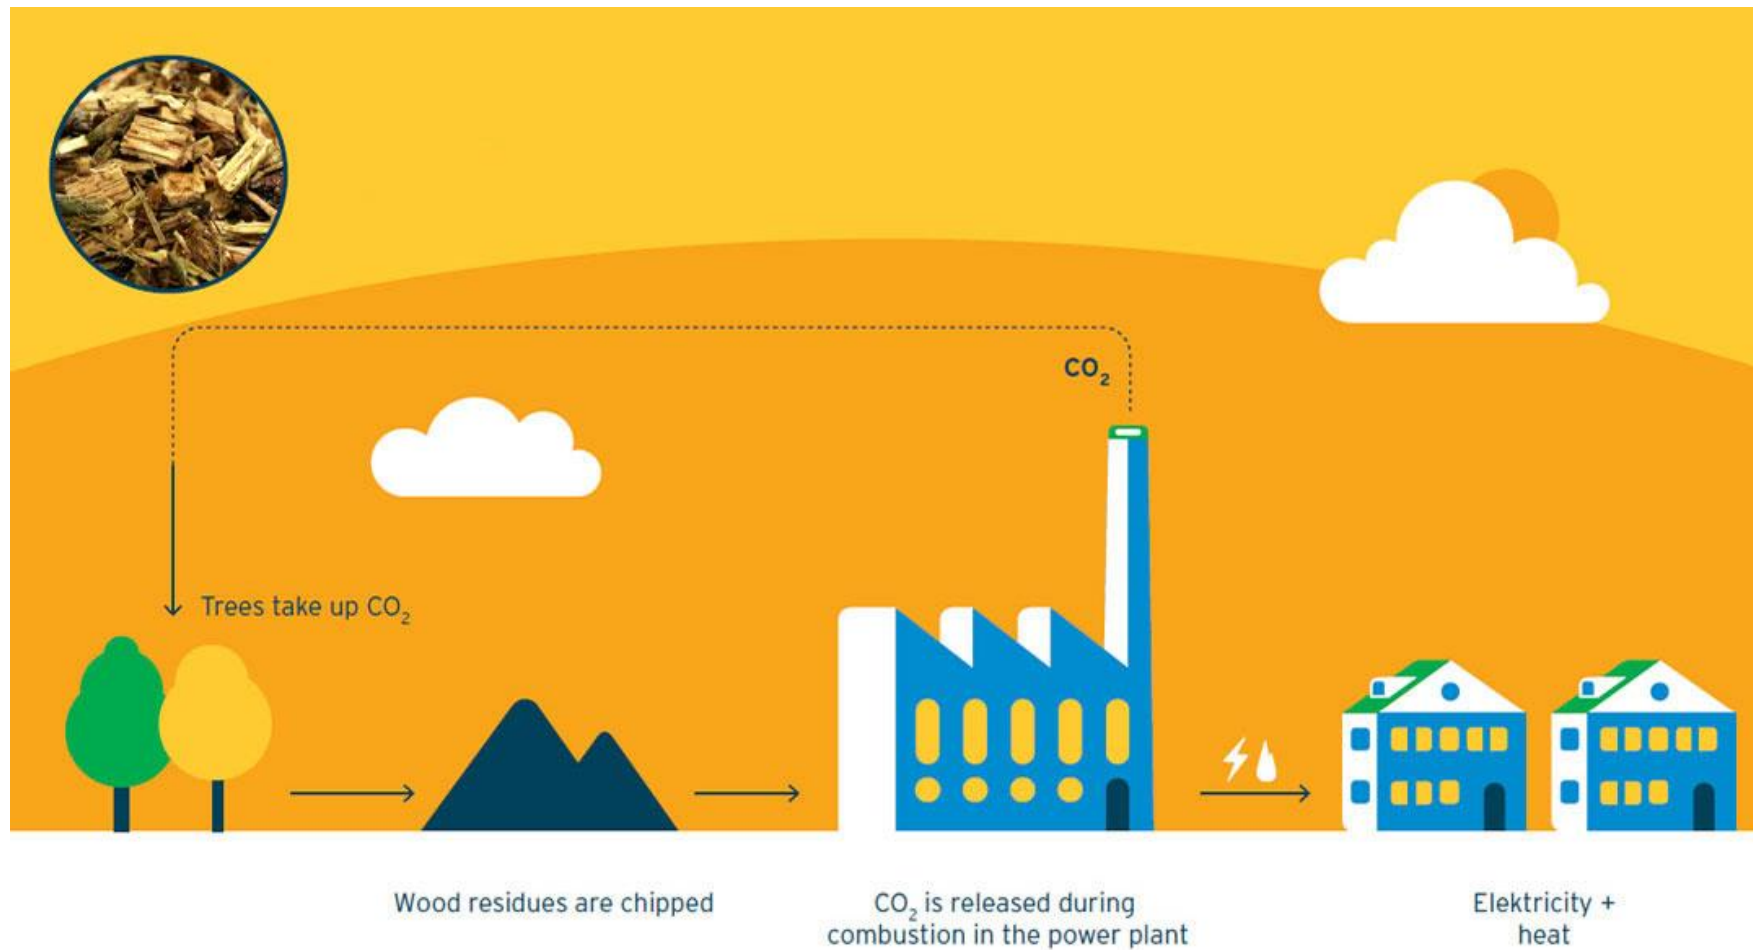 CO₂
Trees take up CO₂
Wood residues are chipped
CO₂ is released during
combustion in the power plant
Elektricity +
heat